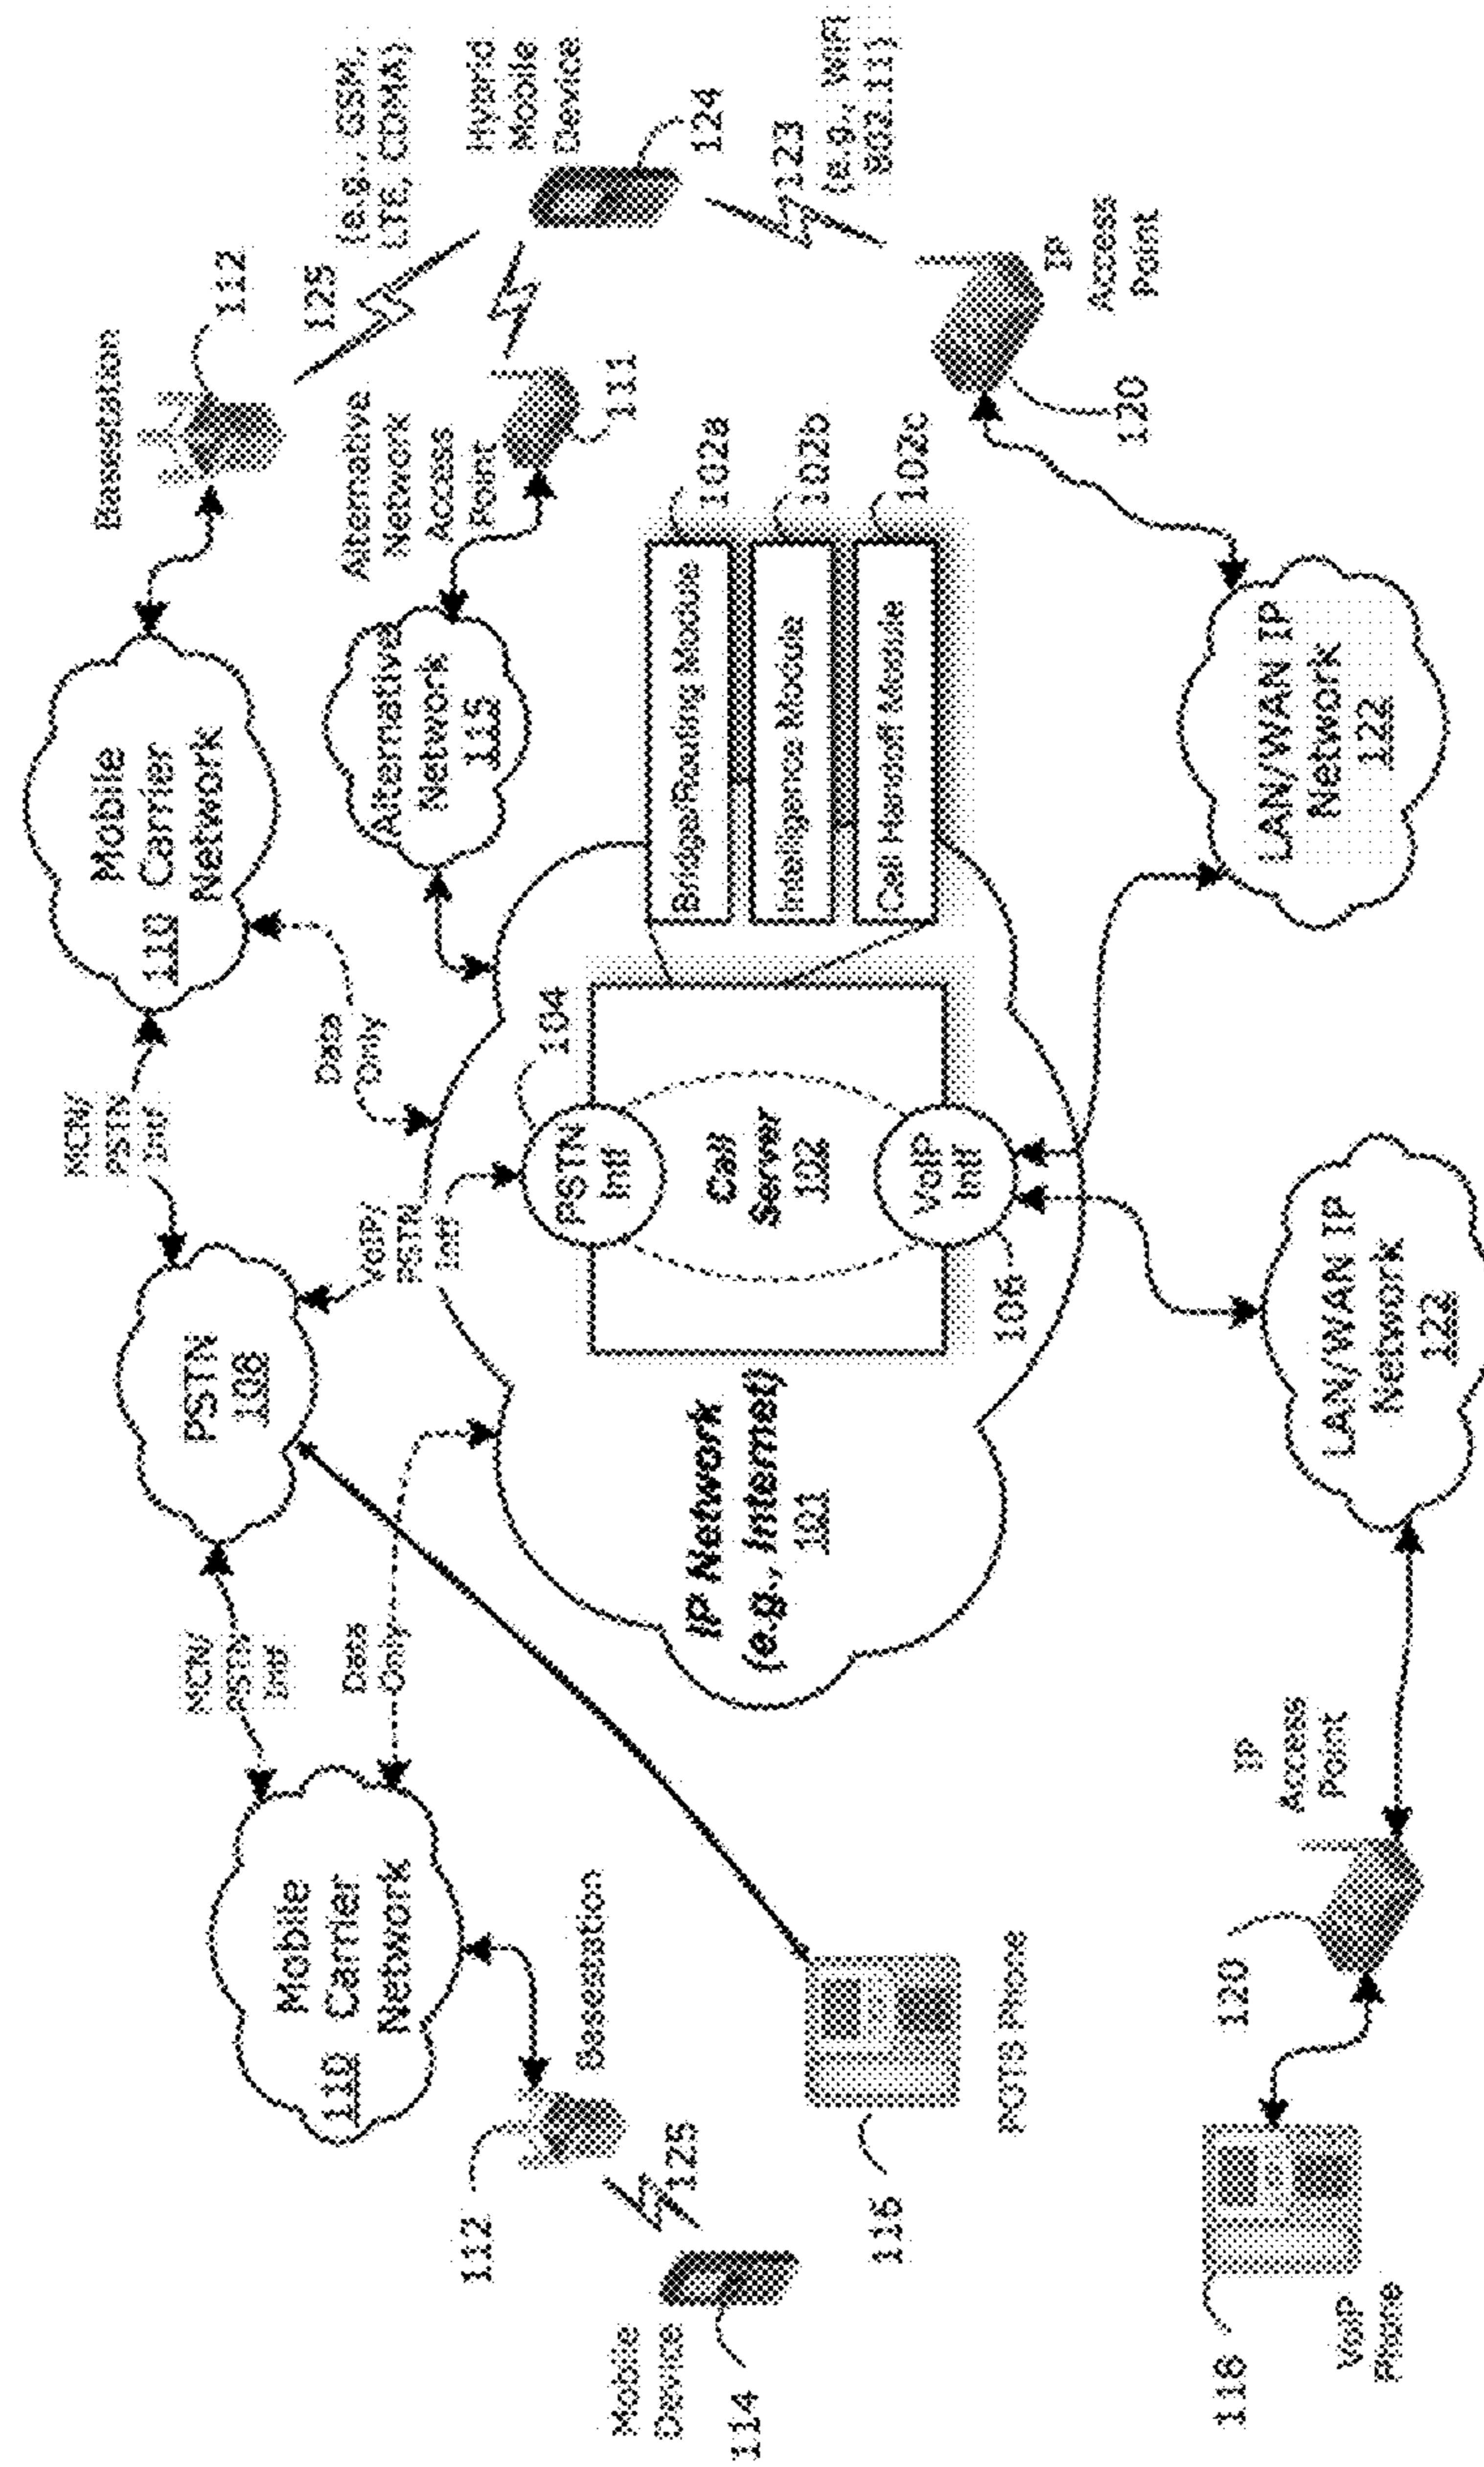 Mobile
Carrier
110 Network
MCN/
PSTN
Intf
PSTN
108
MCN/
PSTN
Intf
Mobile
Carrier
110 Network
Basestation
112
125
(e.g., GSM,
LTE, CDMA)
Basestation
112
125
Mobile
Device
114
Data
Only
VoIP/
PSTN
Intf
Data
Only
Alternative
Network
115
Alternative
Network
Access
Point
111
Hybrid
Mobile
Device
124
123
(e.g., WiFi
802.11)
IP Network
(e.g., Internet)
101
PSTN
Intf
104
Call
Server
102
VoIP
Intf
106
Bridge/Routing Module
102a
Intelligence Module
102b
Call Handoff Module
102c
116
POTS Phone
118
VoIP
Phone
120
IP
Access
Point
LAN/WAN IP
Network
122
LAN/WAN IP
Network
122
120
IP
Access
Point